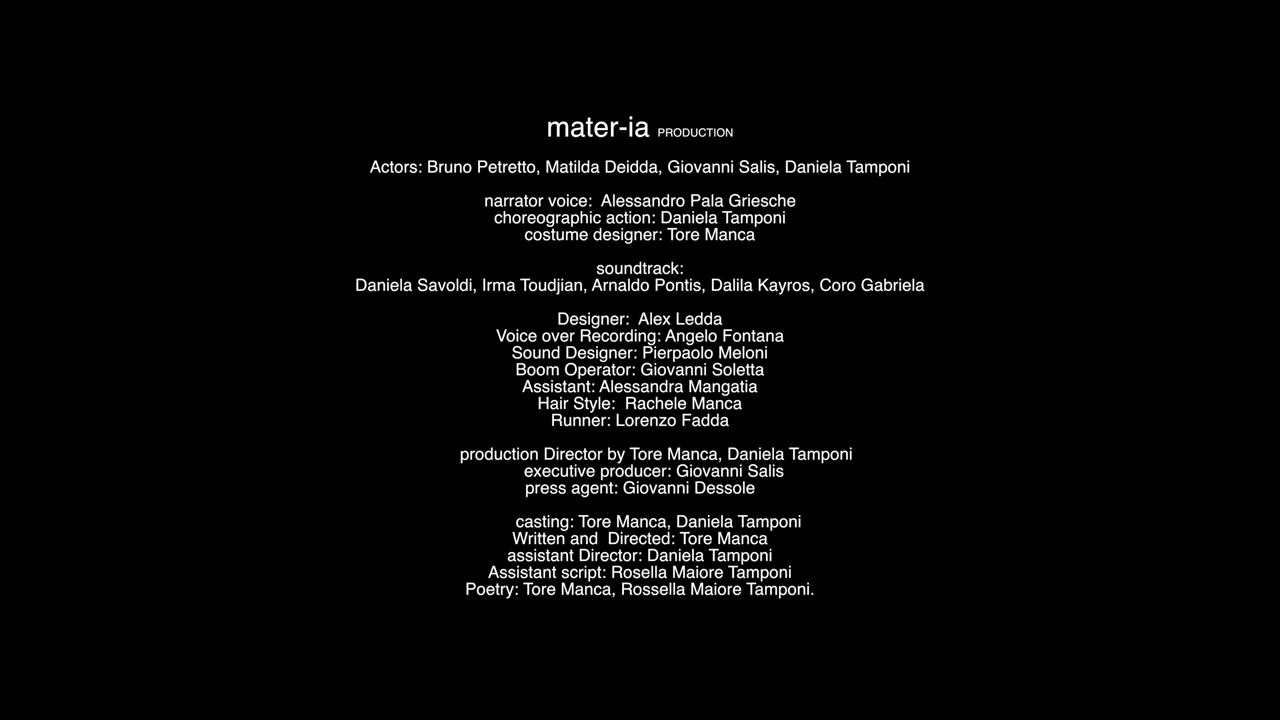 mater-ia PRODUCTION
Actors: Bruno Petretto, Matilda Deidda, Giovanni Salis, Daniela Tamponi
narrator voice:  Alessandro Pala Griesche
choreographic action: Daniela Tamponi
costume designer: Tore Manca
soundtrack:
Daniela Savoldi, Irma Toudjian, Arnaldo Pontis, Dalila Kayros, Coro Gabriela
Designer:  Alex Ledda
Voice over Recording: Angelo Fontana
Sound Designer: Pierpaolo Meloni
Boom Operator: Giovanni Soletta
Assistant: Alessandra Mangatia
Hair Style:  Rachele Manca
Runner: Lorenzo Fadda
production Director by Tore Manca, Daniela Tamponi
executive producer: Giovanni Salis
press agent: Giovanni Dessole
casting: Tore Manca, Daniela Tamponi
Written and  Directed: Tore Manca
assistant Director: Daniela Tamponi
Assistant script: Rosella Maiore Tamponi
Poetry: Tore Manca, Rossella Maiore Tamponi.